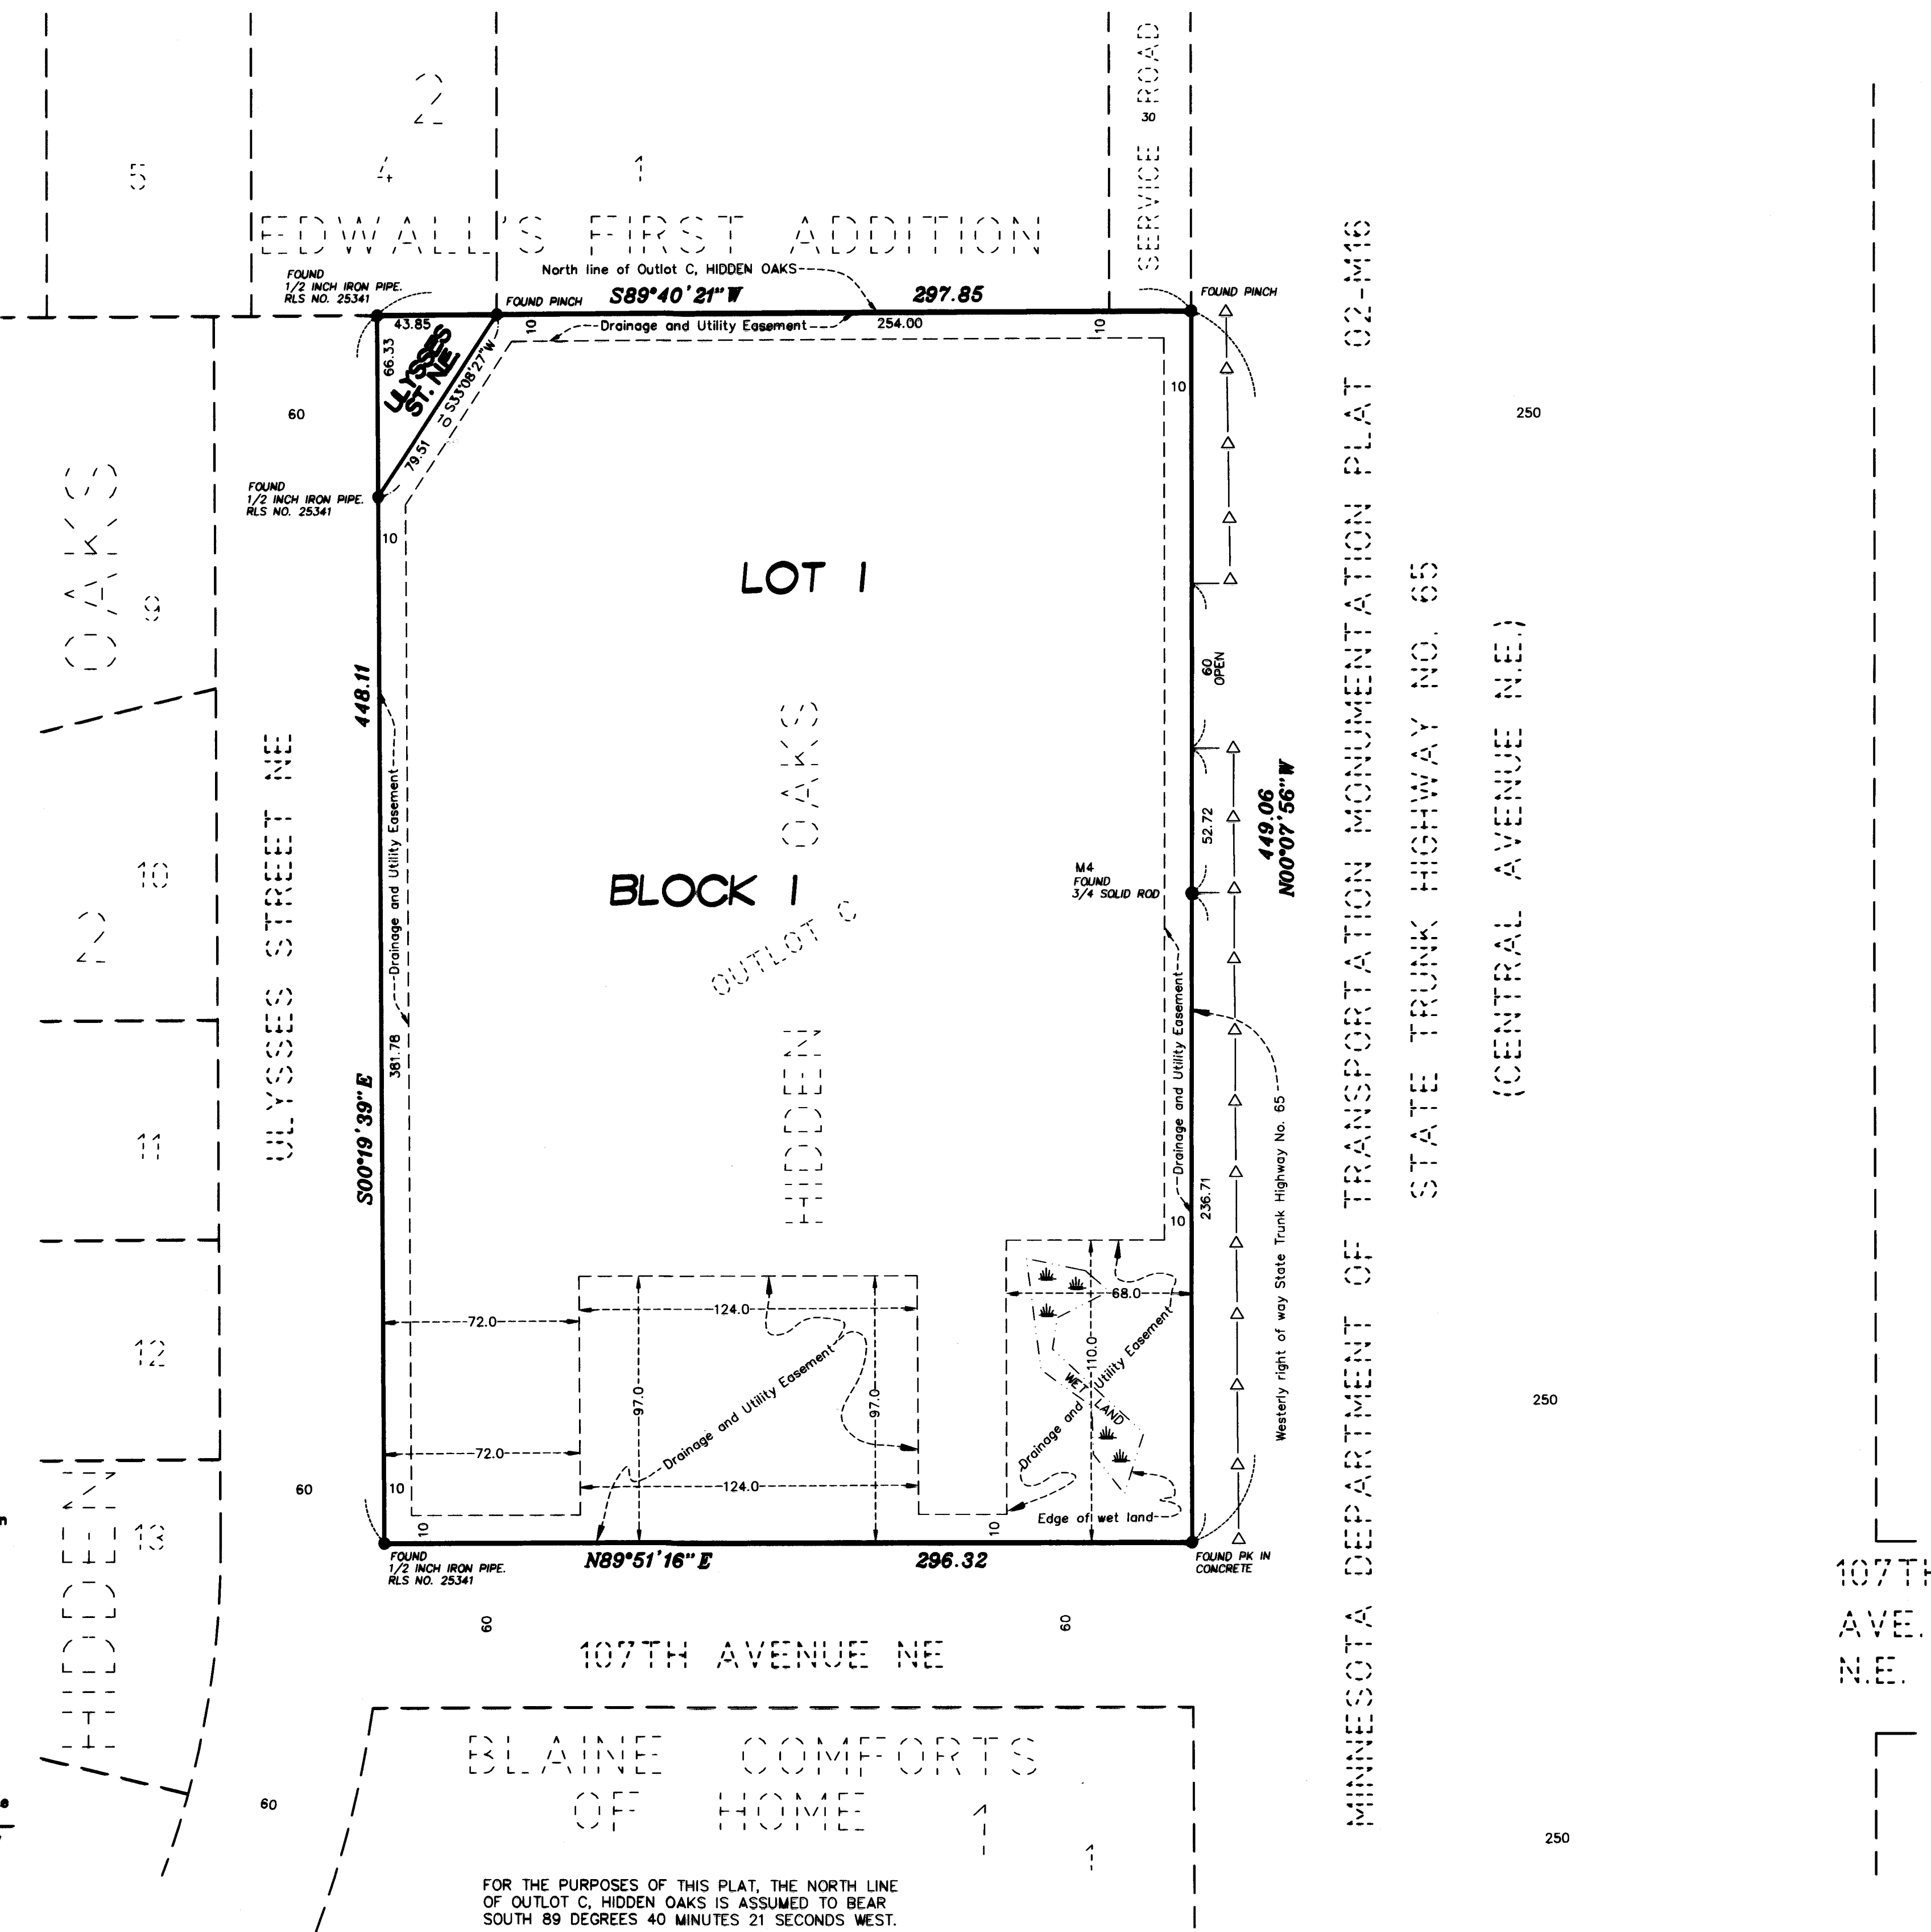 2
5
4
1
30
SERVICE ROAD
EDWALL'S FIRST ADDITION
North line of Outlot C, HIDDEN OAKS
FOUND
1/2 INCH IRON PIPE.
RLS NO. 25341
FOUND PINCH
S89°40'21"W
297.85
FOUND PINCH
43.85
10
Drainage and Utility Easement
254.00
10
66.33
ULYSSES
ST. NE
S33°08'27"W
10
79.51
10
60
250
FOUND
1/2 INCH IRON PIPE.
RLS NO. 25341
10
OAKS
9
LOT 1
60
OPEN
448.11
S00°19'39"E
Drainage and Utility Easement
381.78
ULYSSES STREET NE
OAKS
BLOCK 1
OUTLOT C
HIDDEN
M4
FOUND
3/4 SOLID ROD
52.72
449.06
N00°07'56"W
Drainage and Utility Easement
236.71
10
Westerly right of way State Trunk Highway No. 65
MINNESOTA DEPARTMENT OF TRANSPORTATION MONUMENTATION PLAT 02-M16
STATE TRUNK HIGHWAY NO. 65
(CENTRAL AVENUE N.E.)
10
2
11
12
13
HIDDEN
72.0
124.0
68.0
97.0
Drainage and Utility Easement
97.0
110.0
Drainage and Utility Easement
WET LAND
72.0
124.0
10
10
10
Edge of wet land
250
60
FOUND
1/2 INCH IRON PIPE.
RLS NO. 25341
N89°51'16"E
296.32
FOUND PK IN
CONCRETE
60
60
107TH AVENUE NE
107TH
AVE.
N.E.
BLAINE COMFORTS
OF HOME 1
1
60
250
FOR THE PURPOSES OF THIS PLAT, THE NORTH LINE
OF OUTLOT C, HIDDEN OAKS IS ASSUMED TO BEAR
SOUTH 89 DEGREES 40 MINUTES 21 SECONDS WEST.